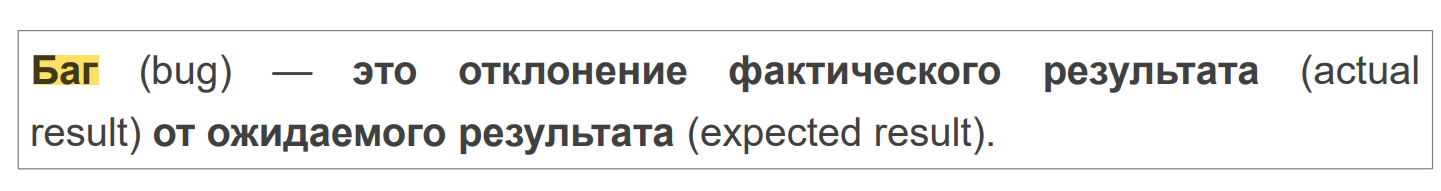 Баг (bug) — это отклонение фактического результата (actual
result) от ожидаемого результата (expected result).